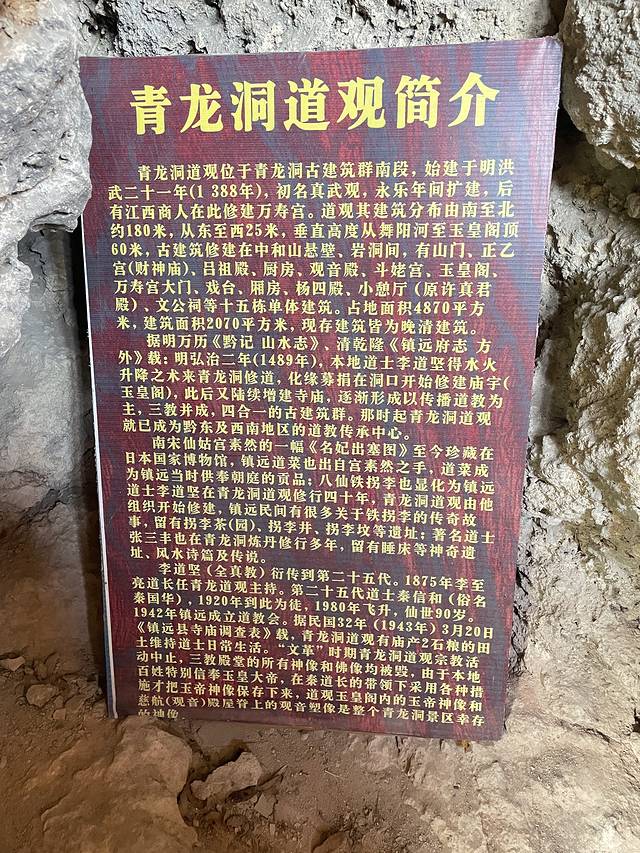 青龙洞道观简介
青龙洞道观位于青龙洞古建筑群南段，始建于明洪
武二十一年(1 388年)，初名真武观，永乐年间扩建，后
有江西商人在此修建万寿宫。道观其建筑分布由南至北
约180米，从东至西25米，垂直高度从舞阳河至玉皇阁顶
60米，古建筑修建在中和山悬壁、岩洞间，有山门、正乙
宫(财神庙)、吕祖殿、厨房、观音殿、斗姥宫、玉皇阁、
万寿宫大门、戏台、厢房、杨四殿、小憩厅（原许真君
殿）、文公祠等十五栋单体建筑。占地面积4870平方
米，建筑面积2070平方米，现存建筑皆为晚清建筑。
据明万历《黔记 山水志》、清乾隆《镇远府志 方
外》载：明弘治二年(1489年)，本地道士李道坚得水火
升降之术来青龙洞修道，化缘募捐在洞口开始修建庙宇(
玉皇阁)，此后又陆续增建寺庙，逐渐形成以传播道教为
主，三教并成，四合一的古建筑群。那时起青龙洞道观
就已成为黔东及西南地区的道教传承中心。
南宋仙姑宫素然的一幅《名妃出塞图》至今珍藏在
日本国家博物馆，镇远道菜也出自宫素然之手，道菜成
为镇远当时供奉朝庭的贡品；八仙铁拐李也显化为镇远
道士李道坚在青龙洞道观修行四十年，青龙洞道观由他
组织开始修建，镇远民间有很多关于铁拐李的传奇故
事，留有拐李茶(园)、拐李井、拐李坟等遗址；著名道士
张三丰也在青龙洞炼丹修行多年，留有睡床等神奇遗
址、风水诗篇及传说。
李道坚（全真教）衍传到第二十五代。1875年李至
亮道长任青龙道观主持。第二十五代道士秦信和（俗名
秦国华），1920年到此为徒，1980年飞升，仙世90岁。
1942年镇远成立道教会。据民国32年（1943年）3月20日
《镇远县寺庙调查表》载，青龙洞道观有庙产2石粮的田
土维持道士日常生活。“文革”时期青龙洞道观宗教活
动中止，三教殿堂的所有神像和佛像均被毁，由于本地
百姓特别信奉玉皇大帝，在秦道长的带领下采用各种措
施才把玉帝神像保存下来，道观玉皇阁内的玉帝神像和
慈航(观音)殿屋脊上的观音塑像是整个青龙洞景区幸存
的神像